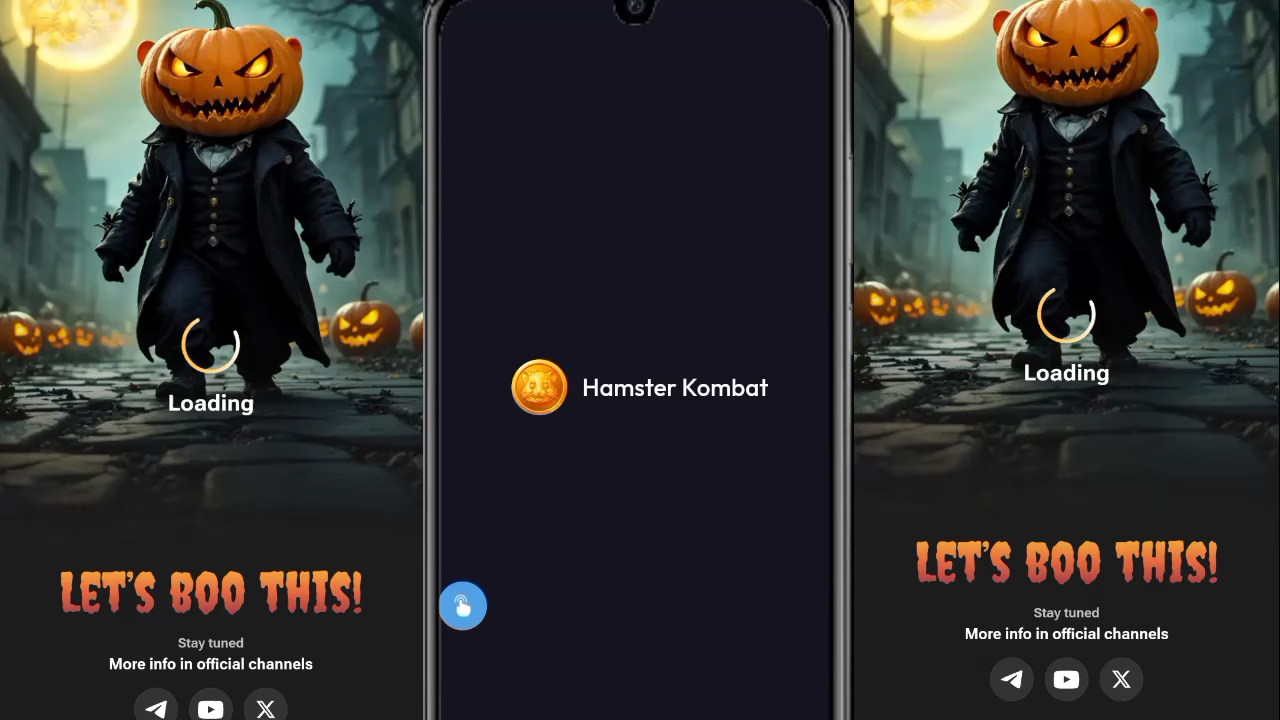 Loading
LET'S BOO THIS!
Stay tuned
More info in official channels
Hamster Kombat
Loading
LET'S BOO THIS!
Stay tuned
More info in official channels